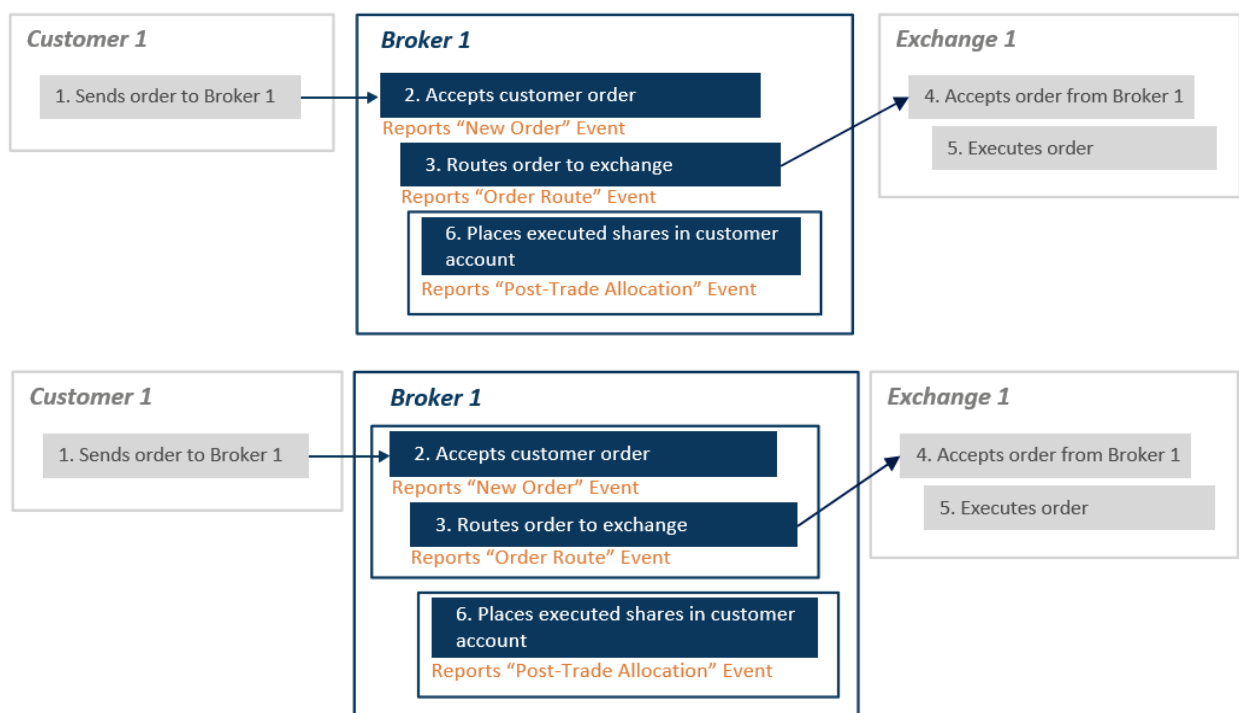 Customer 1
1. Sends order to Broker 1
Broker 1
2. Accepts customer order
Reports “New Order” Event
3. Routes order to exchange
Reports “Order Route” Event
6. Places executed shares in customer
account
Reports “Post-Trade Allocation” Event
Exchange 1
4. Accepts order from Broker 1
5. Executes order
Customer 1
1. Sends order to Broker 1
Broker 1
2. Accepts customer order
Reports “New Order” Event
3. Routes order to exchange
Reports “Order Route” Event
6. Places executed shares in customer
account
Reports “Post-Trade Allocation” Event
Exchange 1
4. Accepts order from Broker 1
5. Executes order